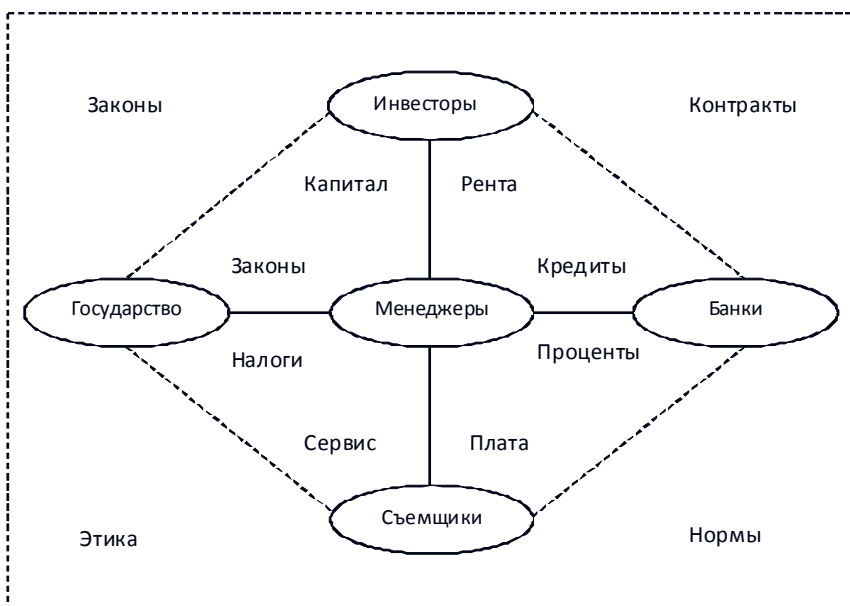 Законы
Инвесторы
Контракты
Капитал
Рента
Законы
Кредиты
Государство
Менеджеры
Банки
Налоги
Проценты
Сервис
Плата
Съемщики
Этика
Нормы